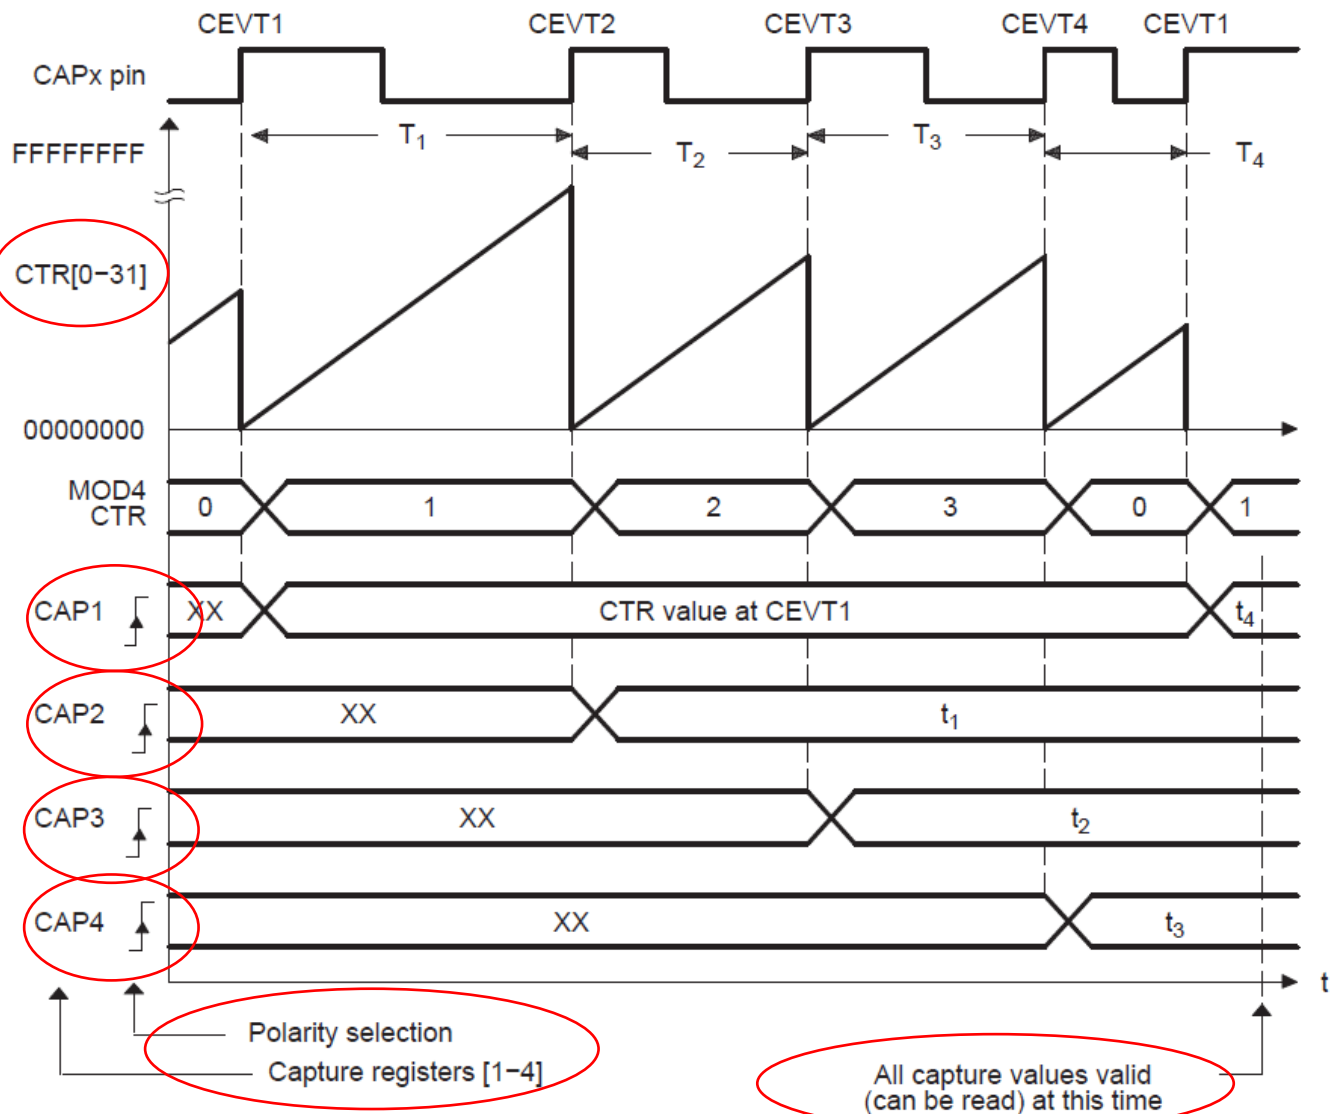 CEVT1 CEVT2 CEVT3 CEVT4 CEVT1
CAPx pin
T1 T3
FFFFFFFF T2 T4
CTR[0−31]
00000000
MOD4
CTR 0 1 2 3 0 1
CAP1 XX CTR value at CEVT1 t4
CAP2 XX t1
CAP3 XX t2
CAP4 XX t3
t
Polarity selection
Capture registers [1−4]
All capture values valid
(can be read) at this time